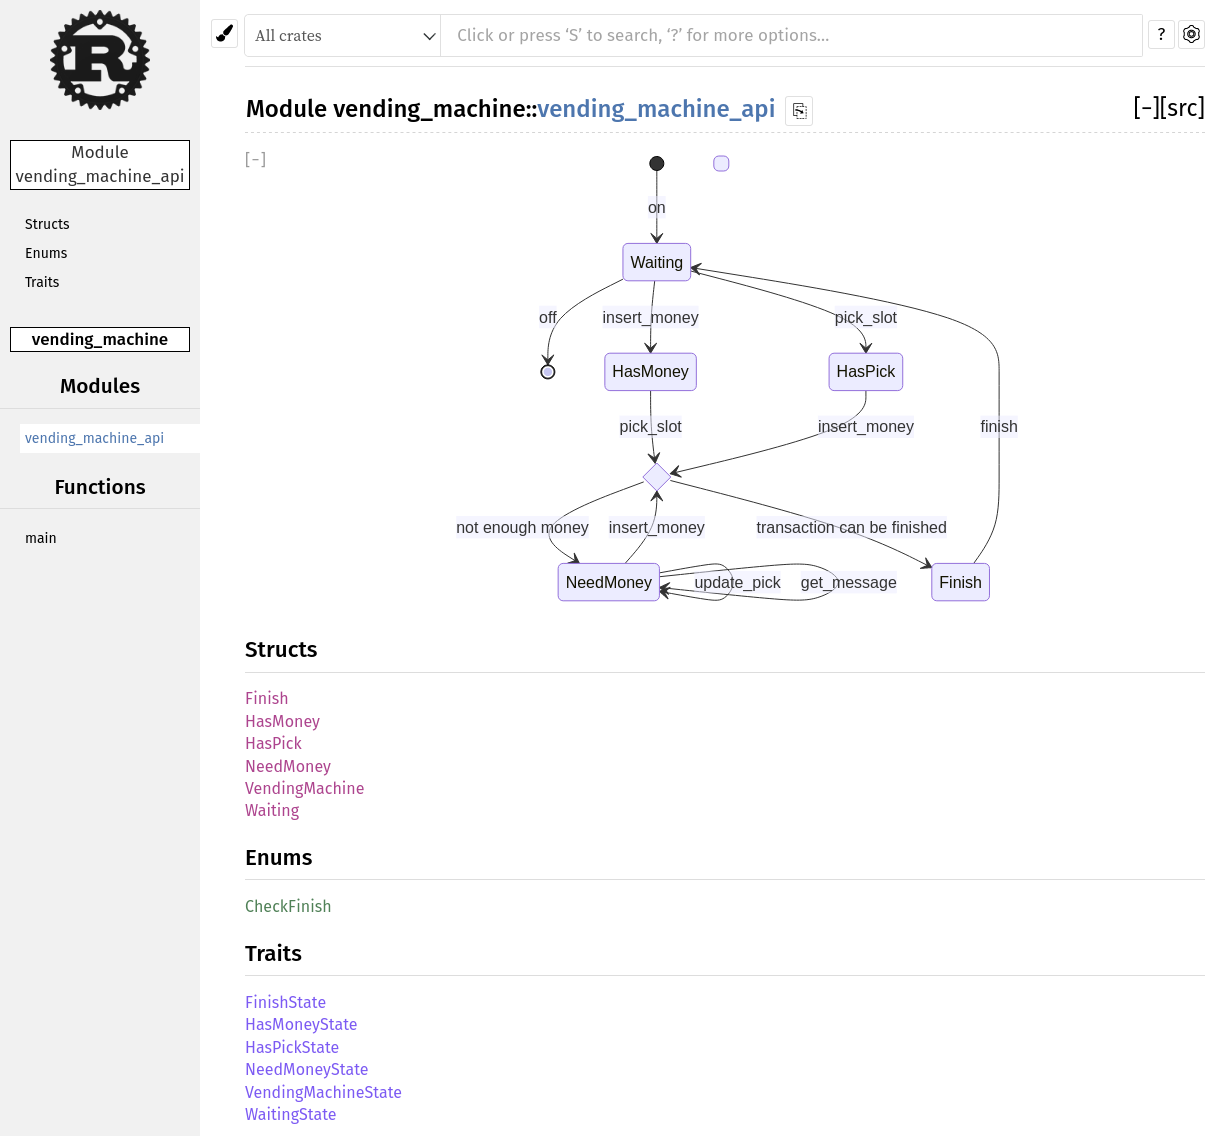 R
Module
vending_machine_api
Structs
Enums
Traits
vending_machine
Modules
vending_machine_api
Functions
main
All crates
Click or press ‘S’ to search, ‘?’ for more options…
?
Module vending_machine::vending_machine_api
[−][src]
[−]
on
Waiting
off
insert_money
pick_slot
HasMoney
HasPick
pick_slot
insert_money
finish
not enough money
insert_money
transaction can be finished
NeedMoney
update_pick
get_message
Finish
Structs
Finish
HasMoney
HasPick
NeedMoney
VendingMachine
Waiting
Enums
CheckFinish
Traits
FinishState
HasMoneyState
HasPickState
NeedMoneyState
VendingMachineState
WaitingState